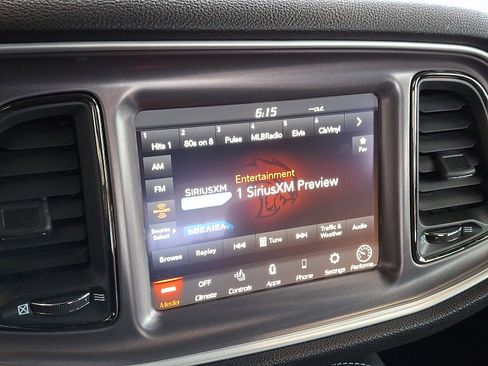 6:15 --out.
1 2 3 4 5 6
Hits 1 80s on 8 Pulse MLBRadio Elvis ClsVinyl
AM
Fav
FM
Entertainment
SIRIUSXM 1 SiriusXM Preview
Source
Select
Browse Replay Tune Traffic & Weather Audio
OFF
Media Climate Controls Apps Phone Settings Performa..